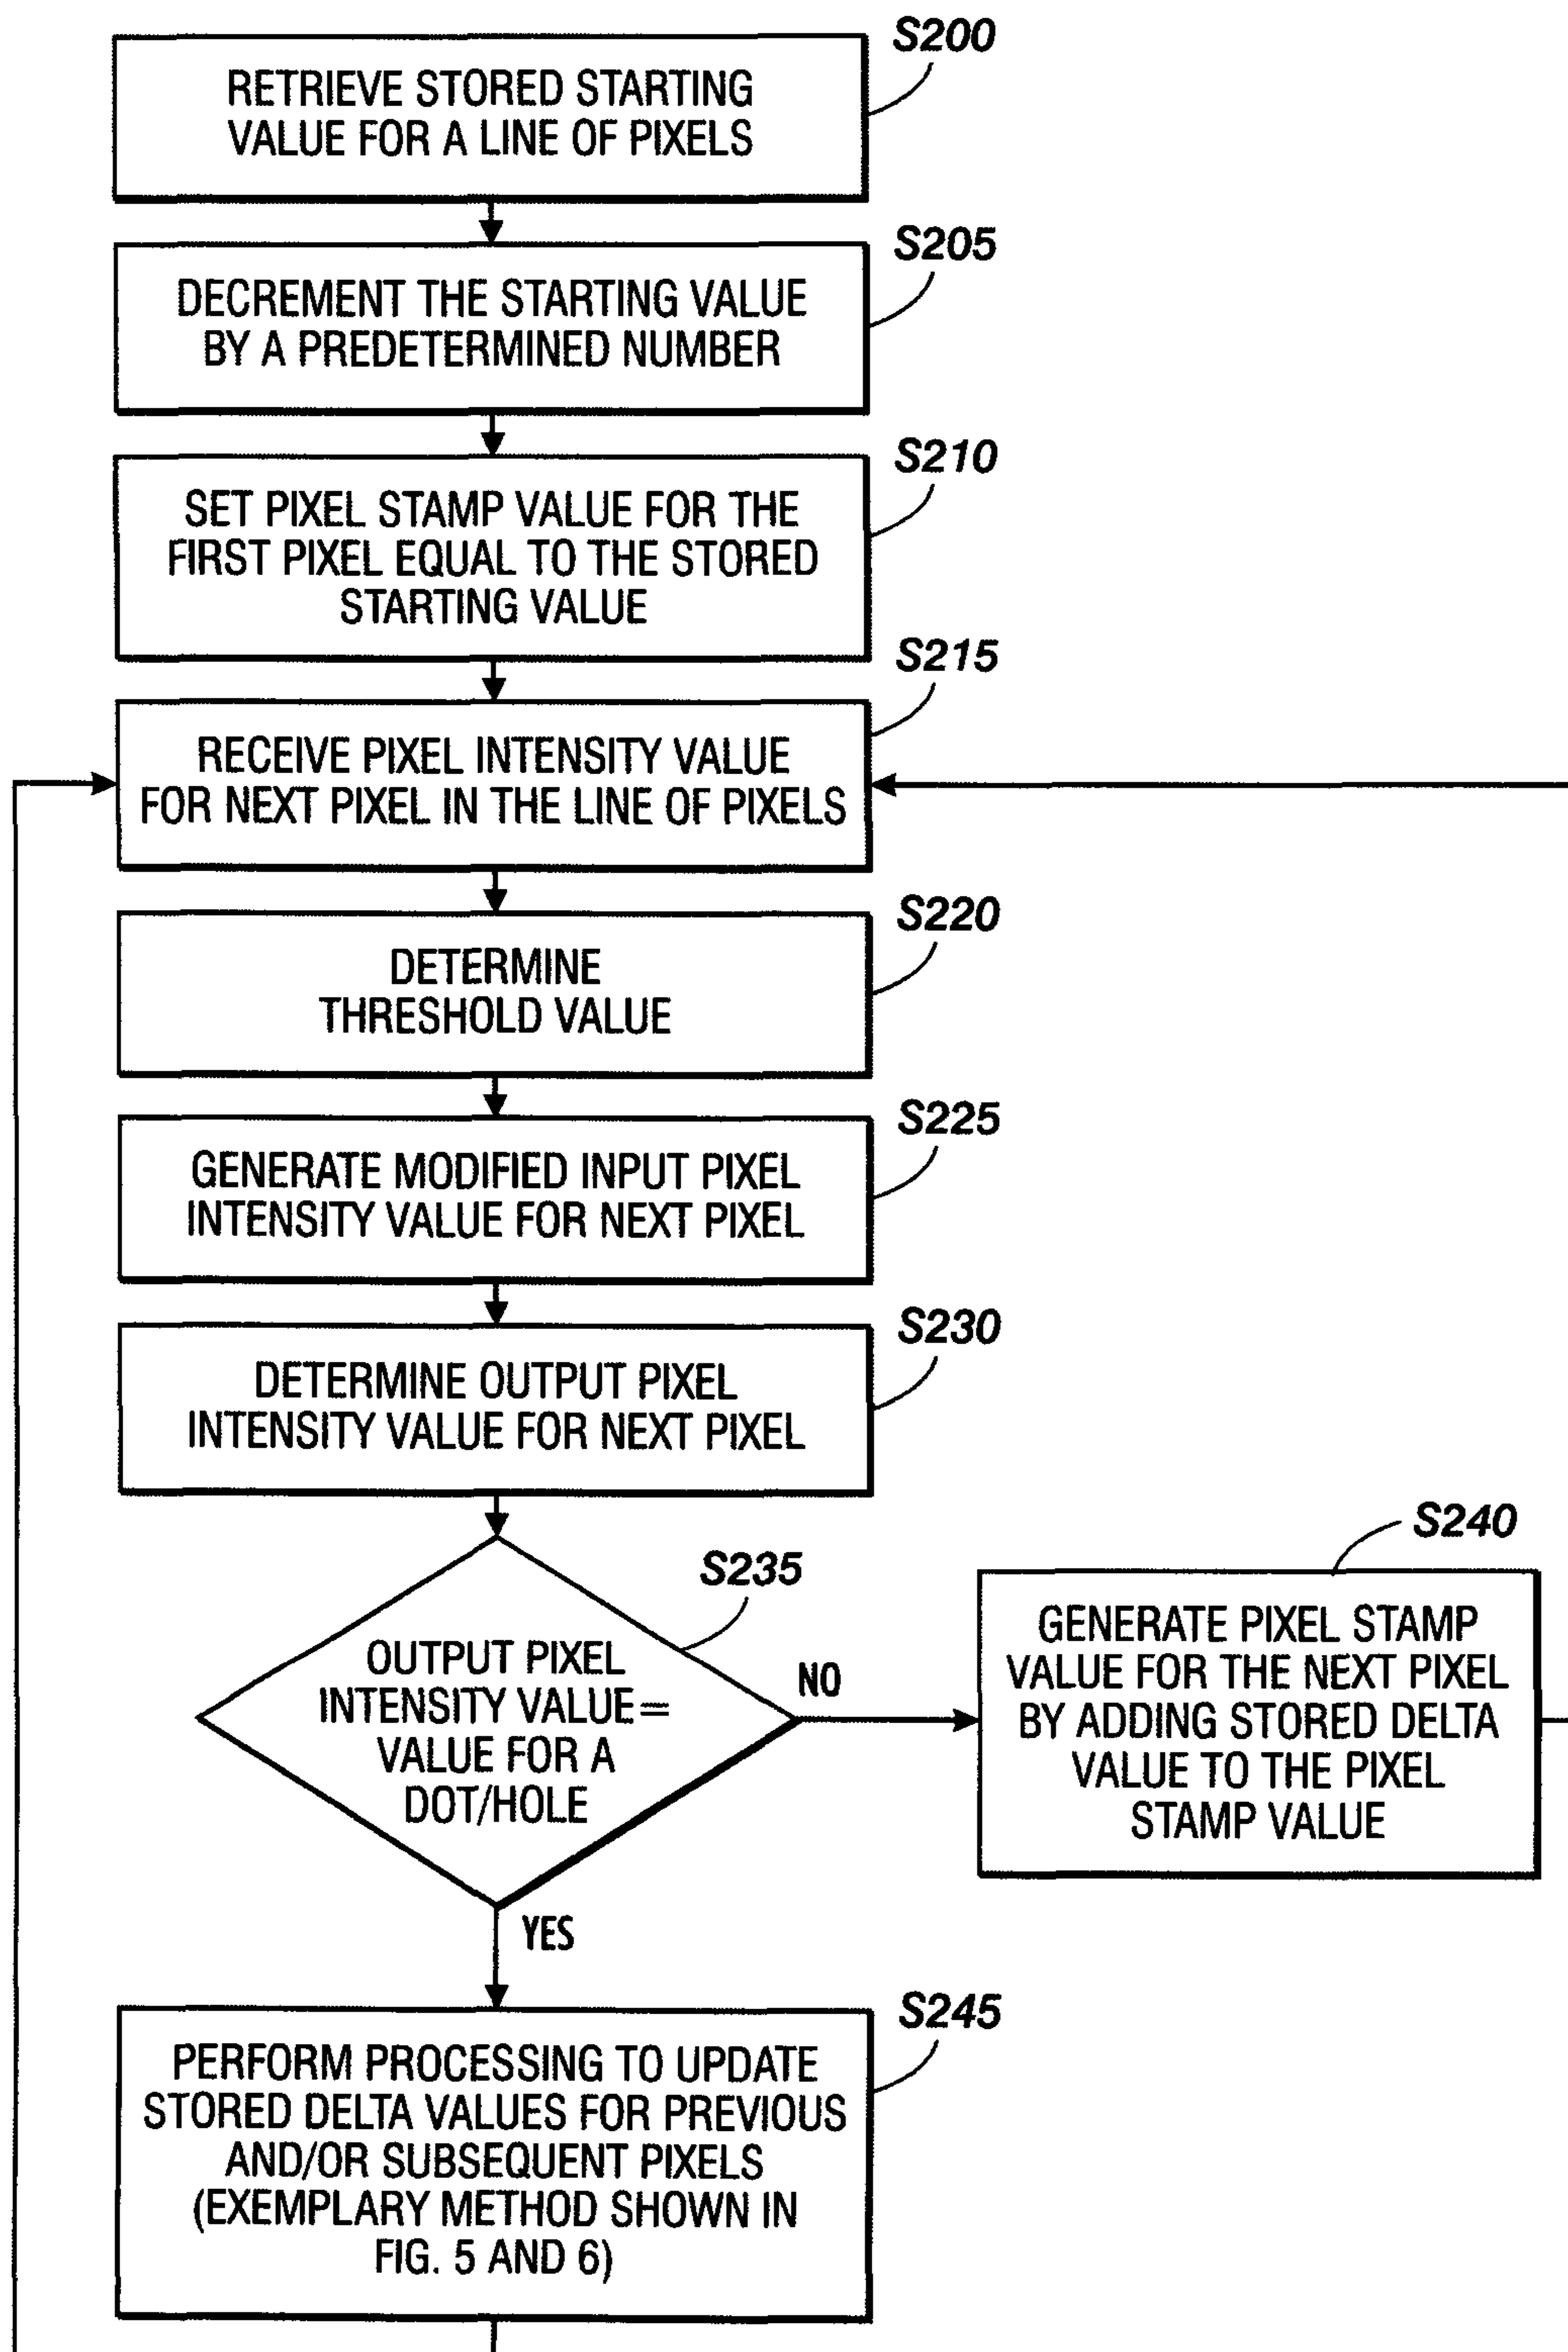 S200
RETRIEVE STORED STARTING
VALUE FOR A LINE OF PIXELS
S205
DECREMENT THE STARTING VALUE
BY A PREDETERMINED NUMBER
S210
SET PIXEL STAMP VALUE FOR THE
FIRST PIXEL EQUAL TO THE STORED
STARTING VALUE
S215
RECEIVE PIXEL INTENSITY VALUE
FOR NEXT PIXEL IN THE LINE OF PIXELS
S220
DETERMINE
THRESHOLD VALUE
S225
GENERATE MODIFIED INPUT PIXEL
INTENSITY VALUE FOR NEXT PIXEL
S230
DETERMINE OUTPUT PIXEL
INTENSITY VALUE FOR NEXT PIXEL
S235
OUTPUT PIXEL
INTENSITY VALUE=
VALUE FOR A
DOT/HOLE
NO
YES
S240
GENERATE PIXEL STAMP
VALUE FOR THE NEXT PIXEL
BY ADDING STORED DELTA
VALUE TO THE PIXEL
STAMP VALUE
S245
PERFORM PROCESSING TO UPDATE
STORED DELTA VALUES FOR PREVIOUS
AND/OR SUBSEQUENT PIXELS
(EXEMPLARY METHOD SHOWN IN
FIG. 5 AND 6)